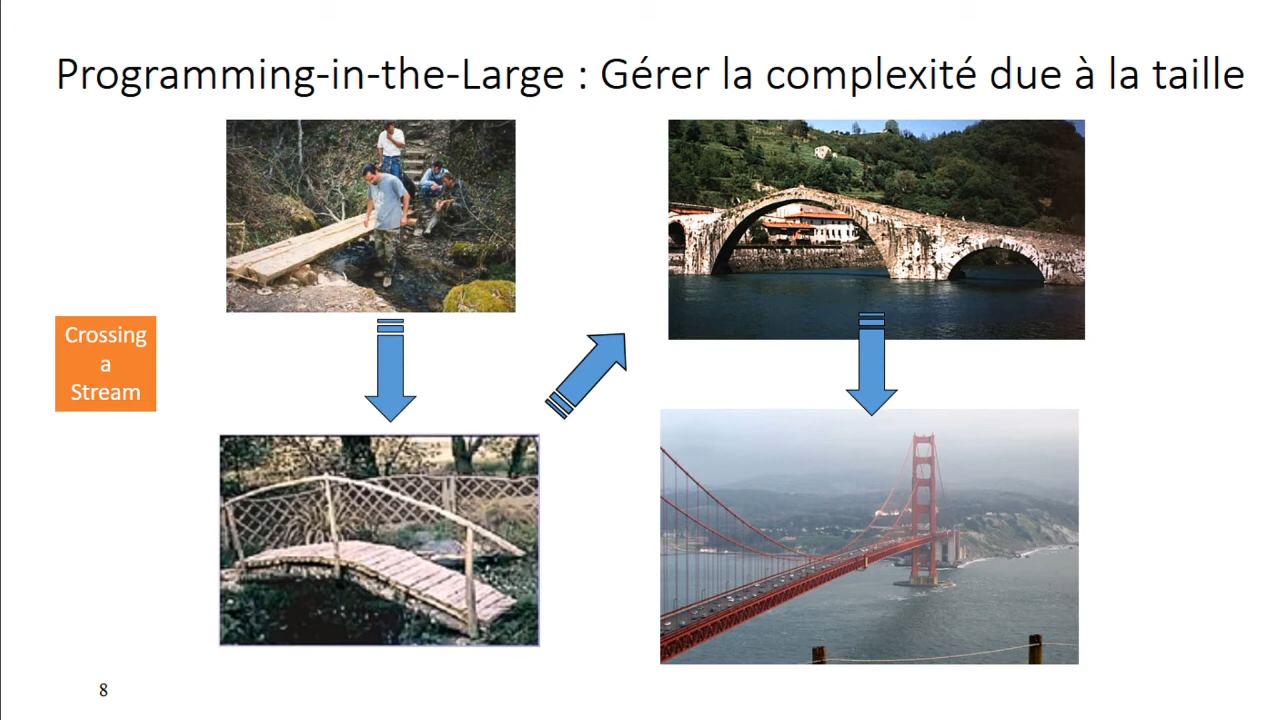 Programming-in-the-Large : Gérer la complexité due à la taille
Crossing
a
Stream
8